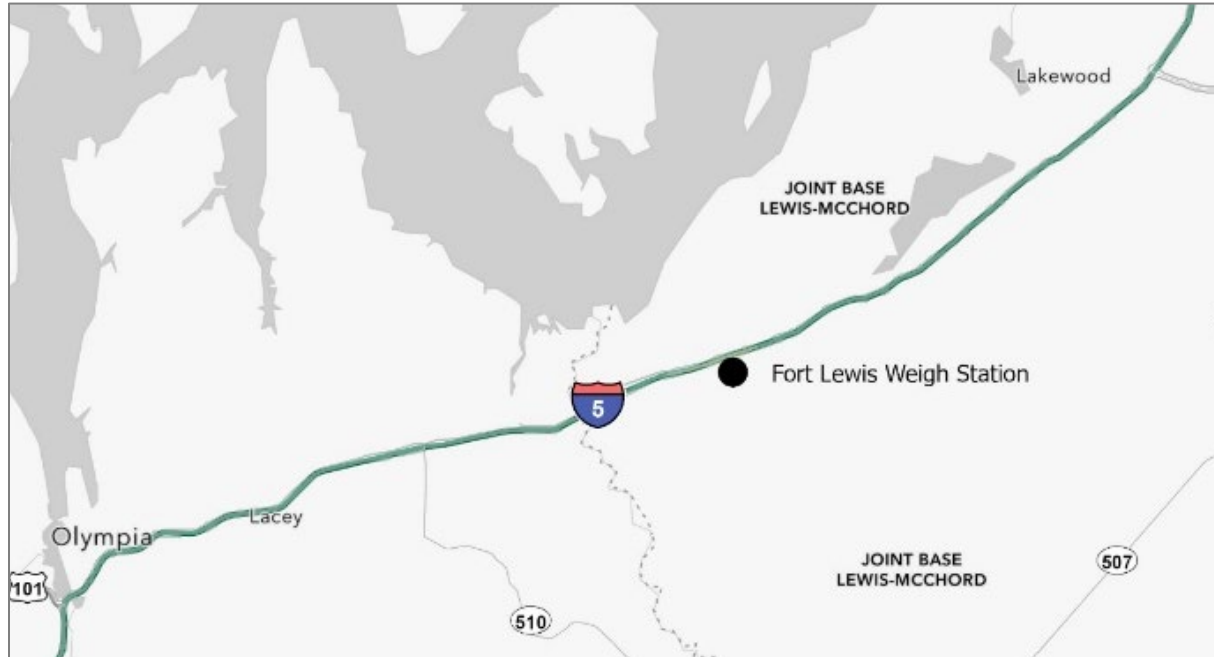 Lakewood
JOINT BASE
LEWIS-MCCHORD
Fort Lewis Weigh Station
5
Lacey
Olympia
JOINT BASE
LEWIS-MCCHORD
507
101
510